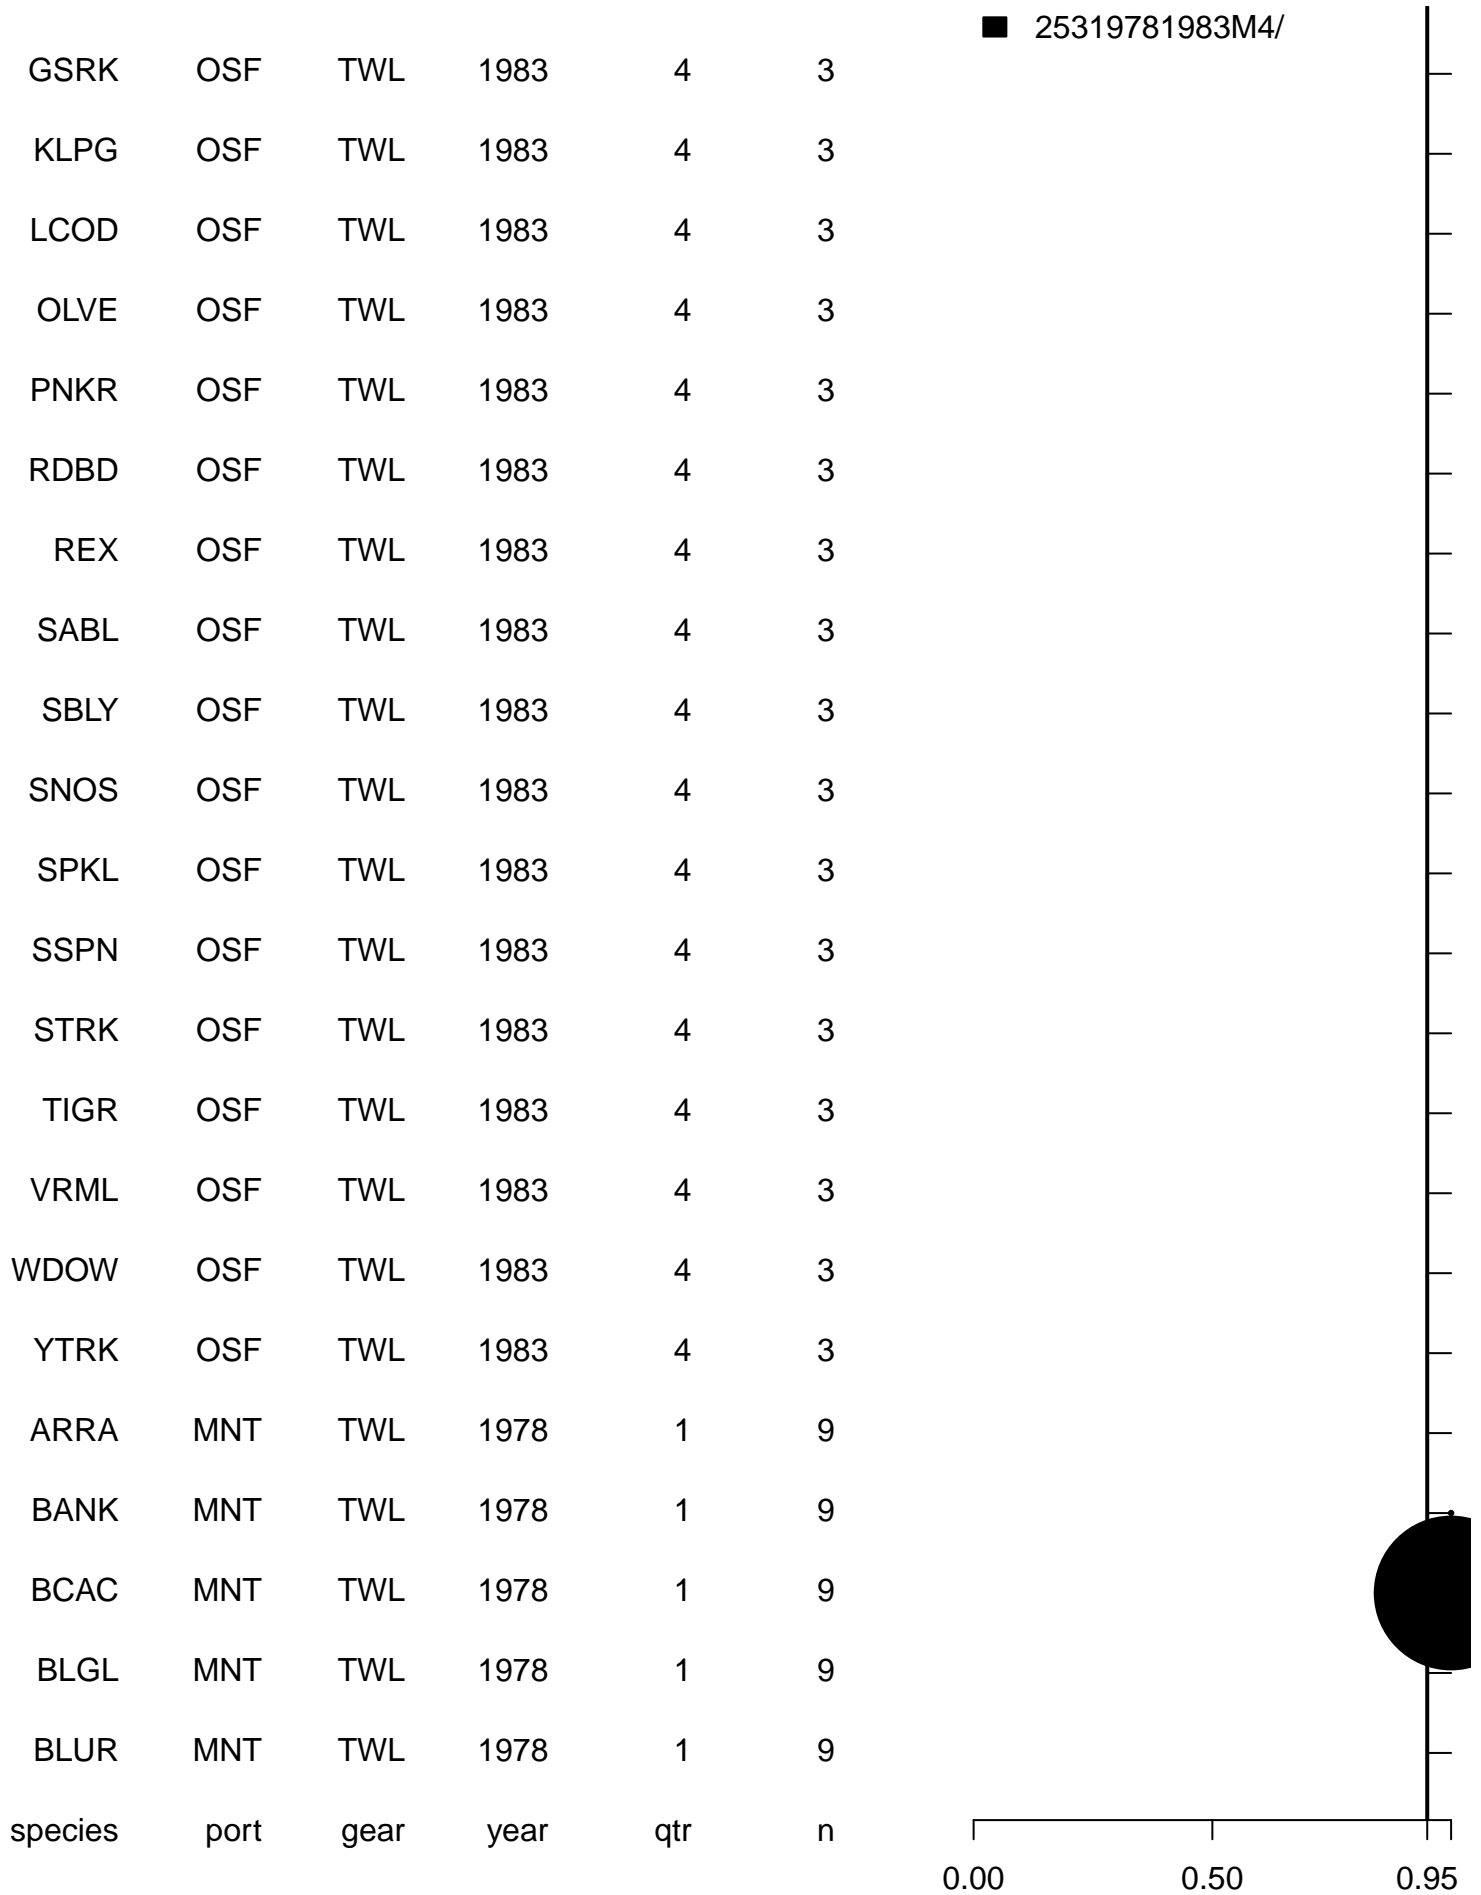 25319781983M4/
GSRK OSF TWL 1983 4 3
KLPG OSF TWL 1983 4 3
LCOD OSF TWL 1983 4 3
OLVE OSF TWL 1983 4 3
PNKR OSF TWL 1983 4 3
RDBD OSF TWL 1983 4 3
REX OSF TWL 1983 4 3
SABL OSF TWL 1983 4 3
SBLY OSF TWL 1983 4 3
SNOS OSF TWL 1983 4 3
SPKL OSF TWL 1983 4 3
SSPN OSF TWL 1983 4 3
STRK OSF TWL 1983 4 3
TIGR OSF TWL 1983 4 3
VRML OSF TWL 1983 4 3
WDOW OSF TWL 1983 4 3
YTRK OSF TWL 1983 4 3
ARRA MNT TWL 1978 1 9
BANK MNT TWL 1978 1 9
BCAC MNT TWL 1978 1 9
BLGL MNT TWL 1978 1 9
BLUR MNT TWL 1978 1 9
species port gear year qtr n
0.00 0.50 0.95